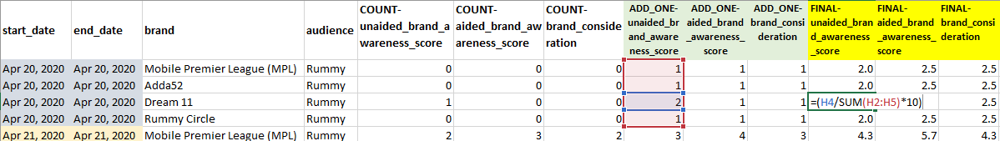 start_date end_date brand audience COUNT-unaided_brand_awareness_score COUNT-aided_brand_awareness_score COUNT-brand_consideration ADD_ONE-unaided_brand_awareness_score ADD_ONE-aided_brand_awareness_score ADD_ONE-brand_consideration FINAL-unaided_brand_awareness_score FINAL-aided_brand_awareness_score FINAL-brand_consideration
Apr 20, 2020 Apr 20, 2020 Mobile Premier League (MPL) Rummy 0 0 0 1 1 1 2.0 2.5 2.5
Apr 20, 2020 Apr 20, 2020 Adda52 Rummy 0 0 0 1 1 1 2.0 2.5 2.5
Apr 20, 2020 Apr 20, 2020 Dream 11 Rummy 1 0 0 2 1 1 =(H4/SUM(H2:H5)*10) 2.5
Apr 20, 2020 Apr 20, 2020 Rummy Circle Rummy 0 0 0 1 1 1 2.0 2.5 2.5
Apr 21, 2020 Apr 21, 2020 Mobile Premier League (MPL) Rummy 2 3 2 3 4 3 4.3 5.7 4.3